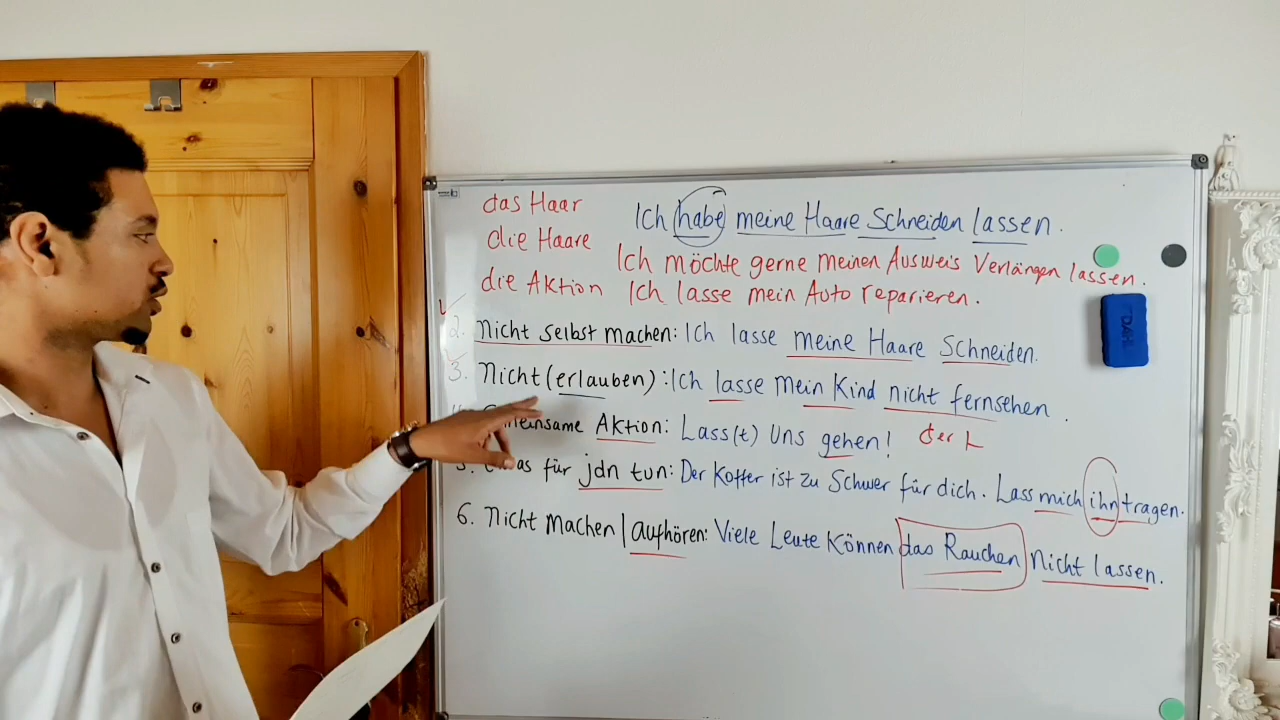 das Haar
Ich habe meine Haare Schneiden lassen.
die Haare
Ich möchte gerne meinen Ausweis Verlängen lassen.
die Aktion
Ich lasse mein Auto reparieren.
2. Nicht selbst machen: Ich lasse meine Haare Schneiden.
3. Nicht (erlauben): Ich lasse mein Kind nicht fernsehen.
Aktion: Lass(t) Uns gehen! der L
für jdn tun: Der Koffer ist zu Schwer für dich. Lass mich ihn tragen.
6. Nicht machen | aufhören: Viele Leute Können das Rauchen Nicht lassen.
DAHL